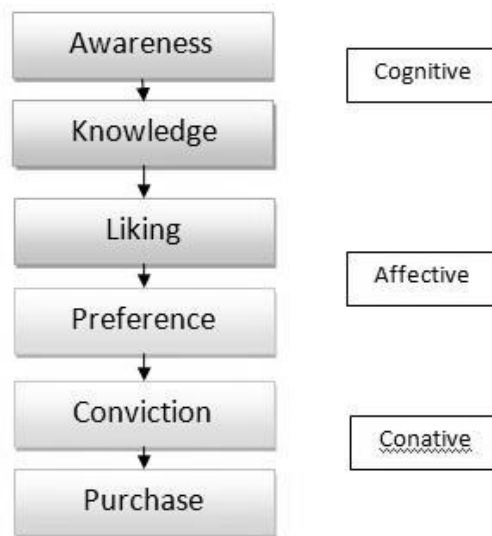 Awareness
Cognitive
Knowledge
Liking
Affective
Preference
Conviction
Conative
Purchase